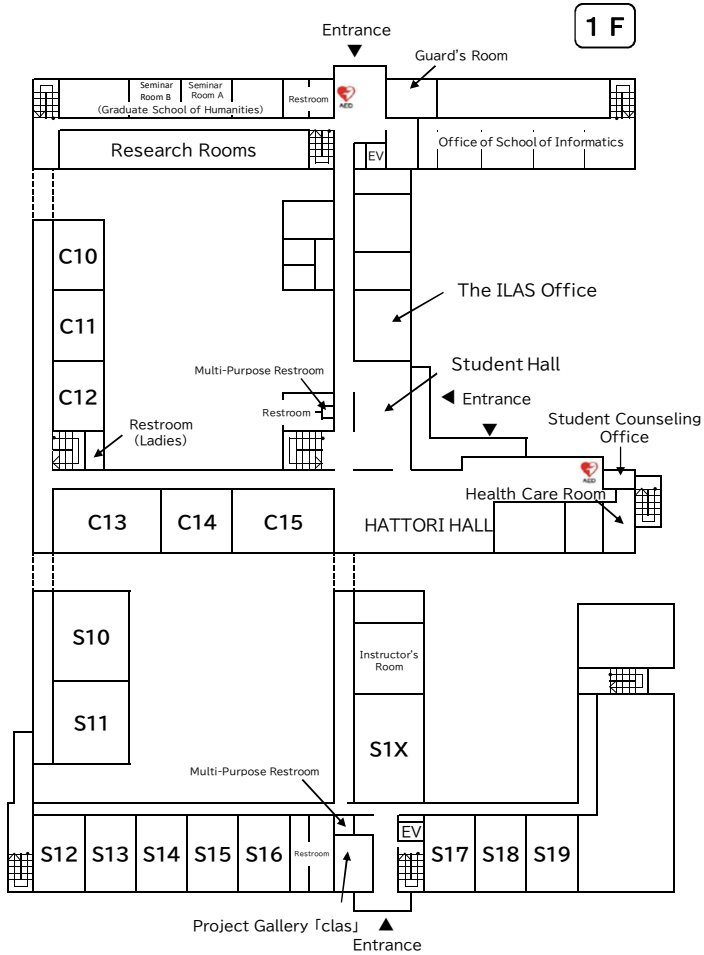 1 F
Entrance
Guard's Room
Seminar
Room B
Seminar
Room A
(Graduate School of Humanities)
Restroom
AED
Research Rooms
EV
Office of School of Informatics
C10
C11
C12
The ILAS Office
Multi-Purpose Restroom
Restroom
Student Hall
Entrance
Restroom
(Ladies)
Student Counseling
Office
AED
Health Care Room
C13
C14
C15
HATTORI HALL
S10
S11
Instructor's
Room
S1X
Multi-Purpose Restroom
EV
S12
S13
S14
S15
S16
Restroom
S17
S18
S19
Project Gallery「clas」
Entrance